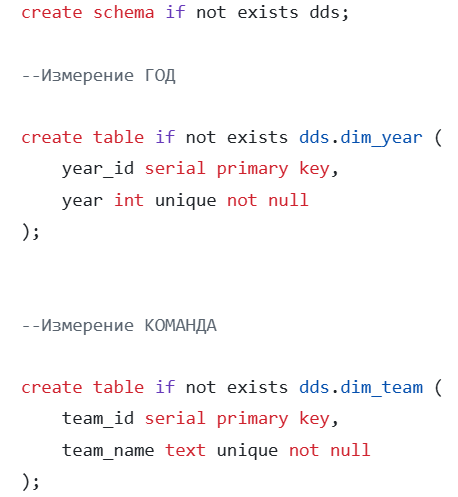 create schema if not exists dds;
--Измерение ГОД
create table if not exists dds.dim_year (
    year_id serial primary key,
    year int unique not null
);
--Измерение КОМАНДА
create table if not exists dds.dim_team (
    team_id serial primary key,
    team_name text unique not null
);